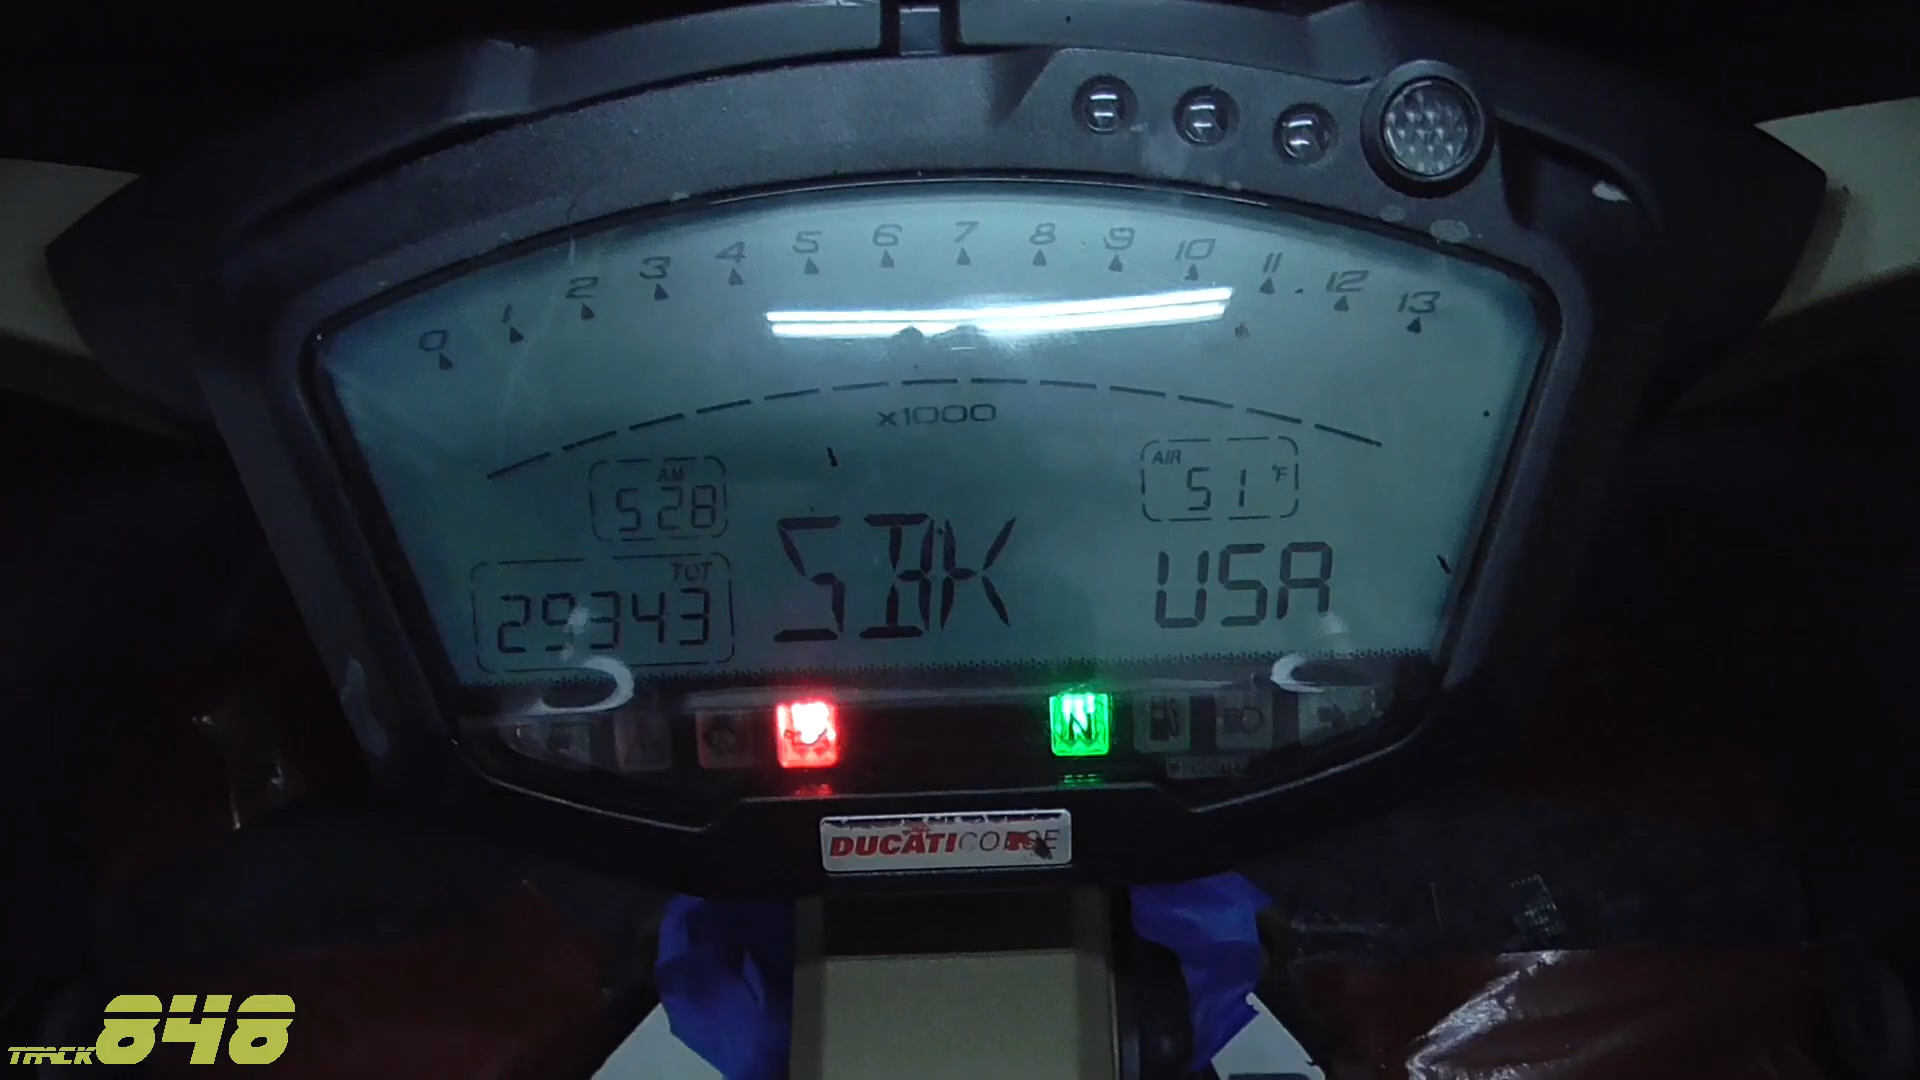 0 1 2 3 4 5 6 7 8 9 10 11 12 13
x1000
AM
5 28
AIR
51 °F
TOT
29343
SBK
USA
N
DUCATI CORSE
TRACK 848